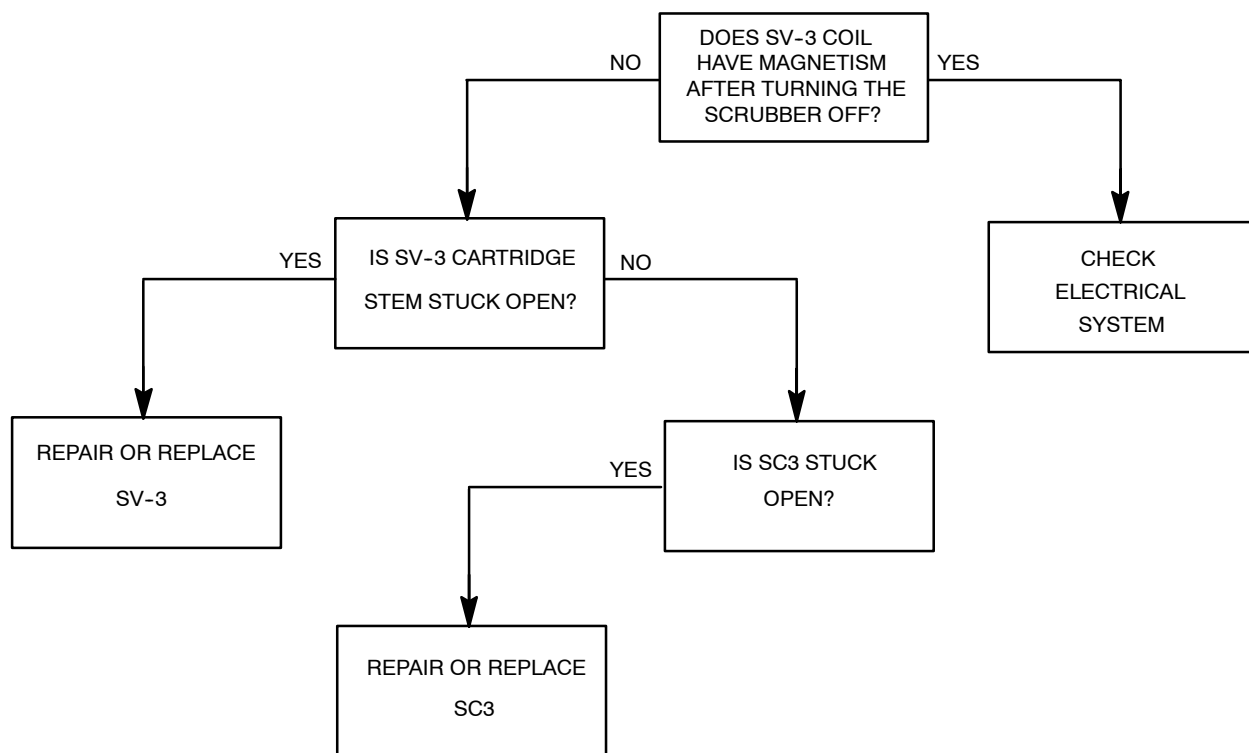 DOES SV-3 COIL
HAVE MAGNETISM
AFTER TURNING THE
SCRUBBER OFF?
NO
YES
IS SV-3 CARTRIDGE
STEM STUCK OPEN?
YES
NO
CHECK
ELECTRICAL
SYSTEM
REPAIR OR REPLACE
SV-3
IS SC3 STUCK
OPEN?
YES
REPAIR OR REPLACE
SC3